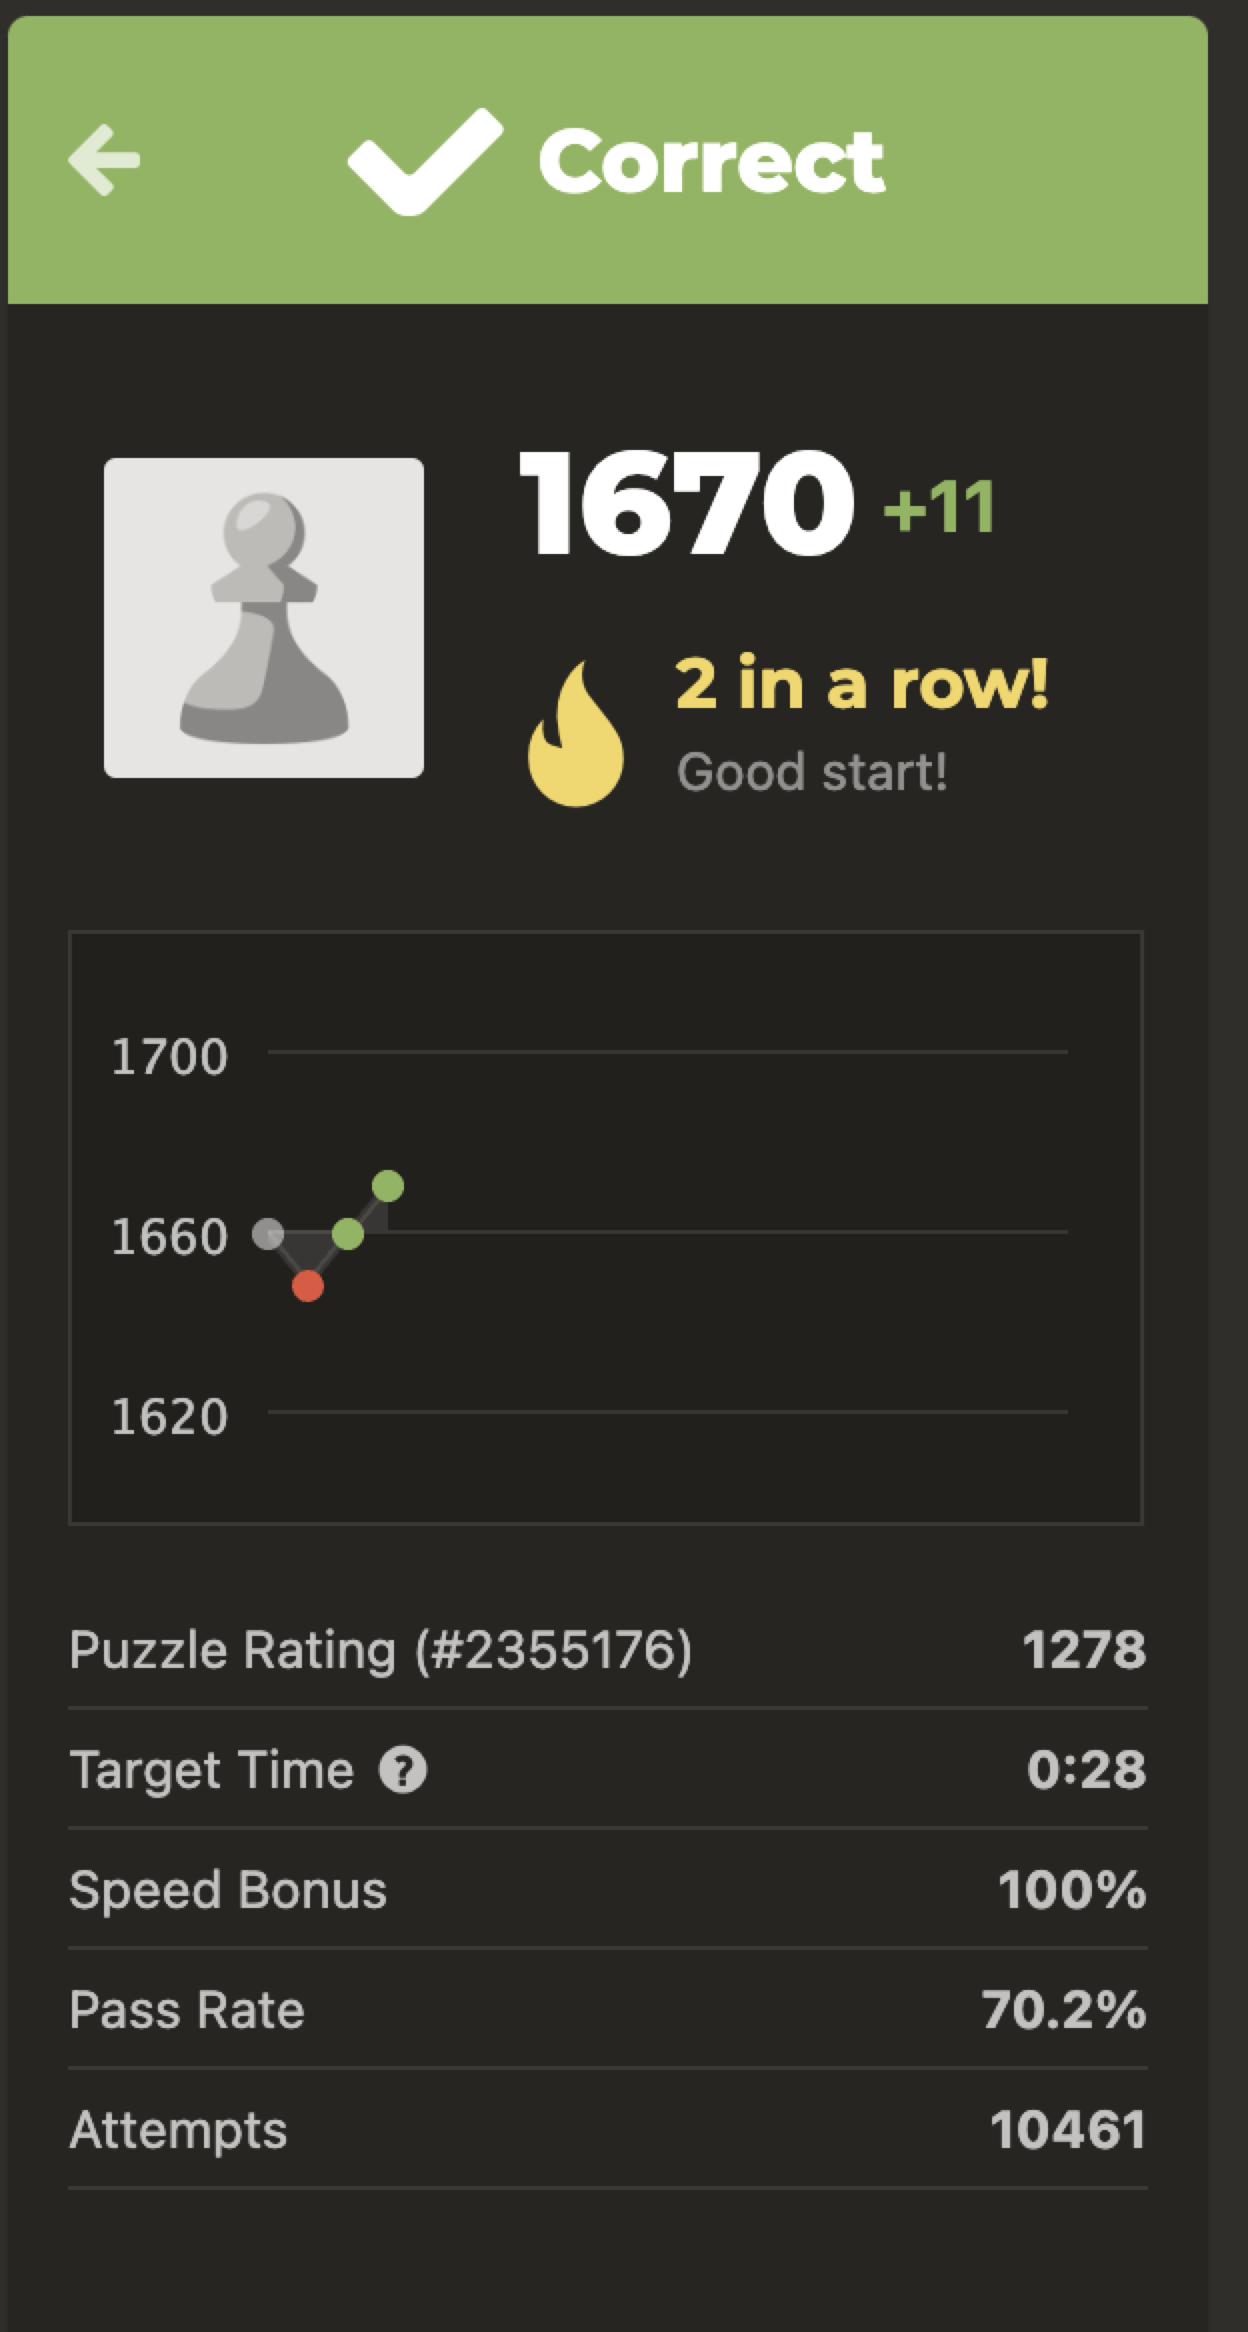 Correct
1670 +11
2 in a row!
Good start!
1700
1660
1620
Puzzle Rating (#2355176) 1278
Target Time ? 0:28
Speed Bonus 100%
Pass Rate 70.2%
Attempts 10461